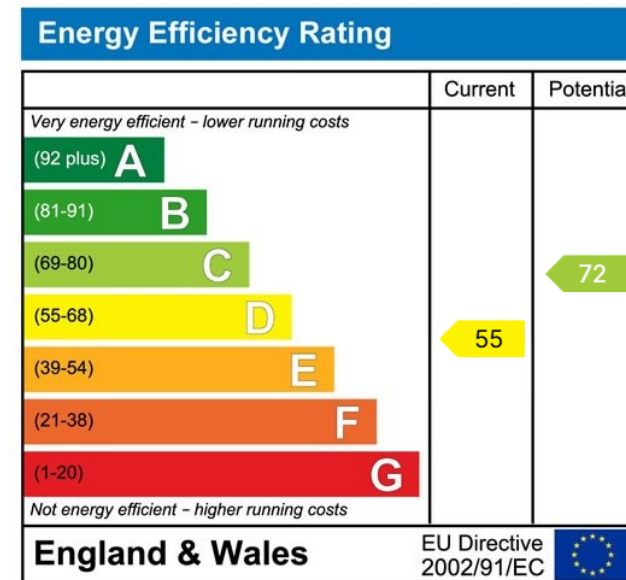 Energy Efficiency Rating
Current Potentia
Very energy efficient – lower running costs
(92 plus) A
(81-91) B
(69-80) C
72
(55-68) D
55
(39-54) E
(21-38) F
(1-20) G
Not energy efficient – higher running costs
England & Wales
EU Directive
2002/91/EC